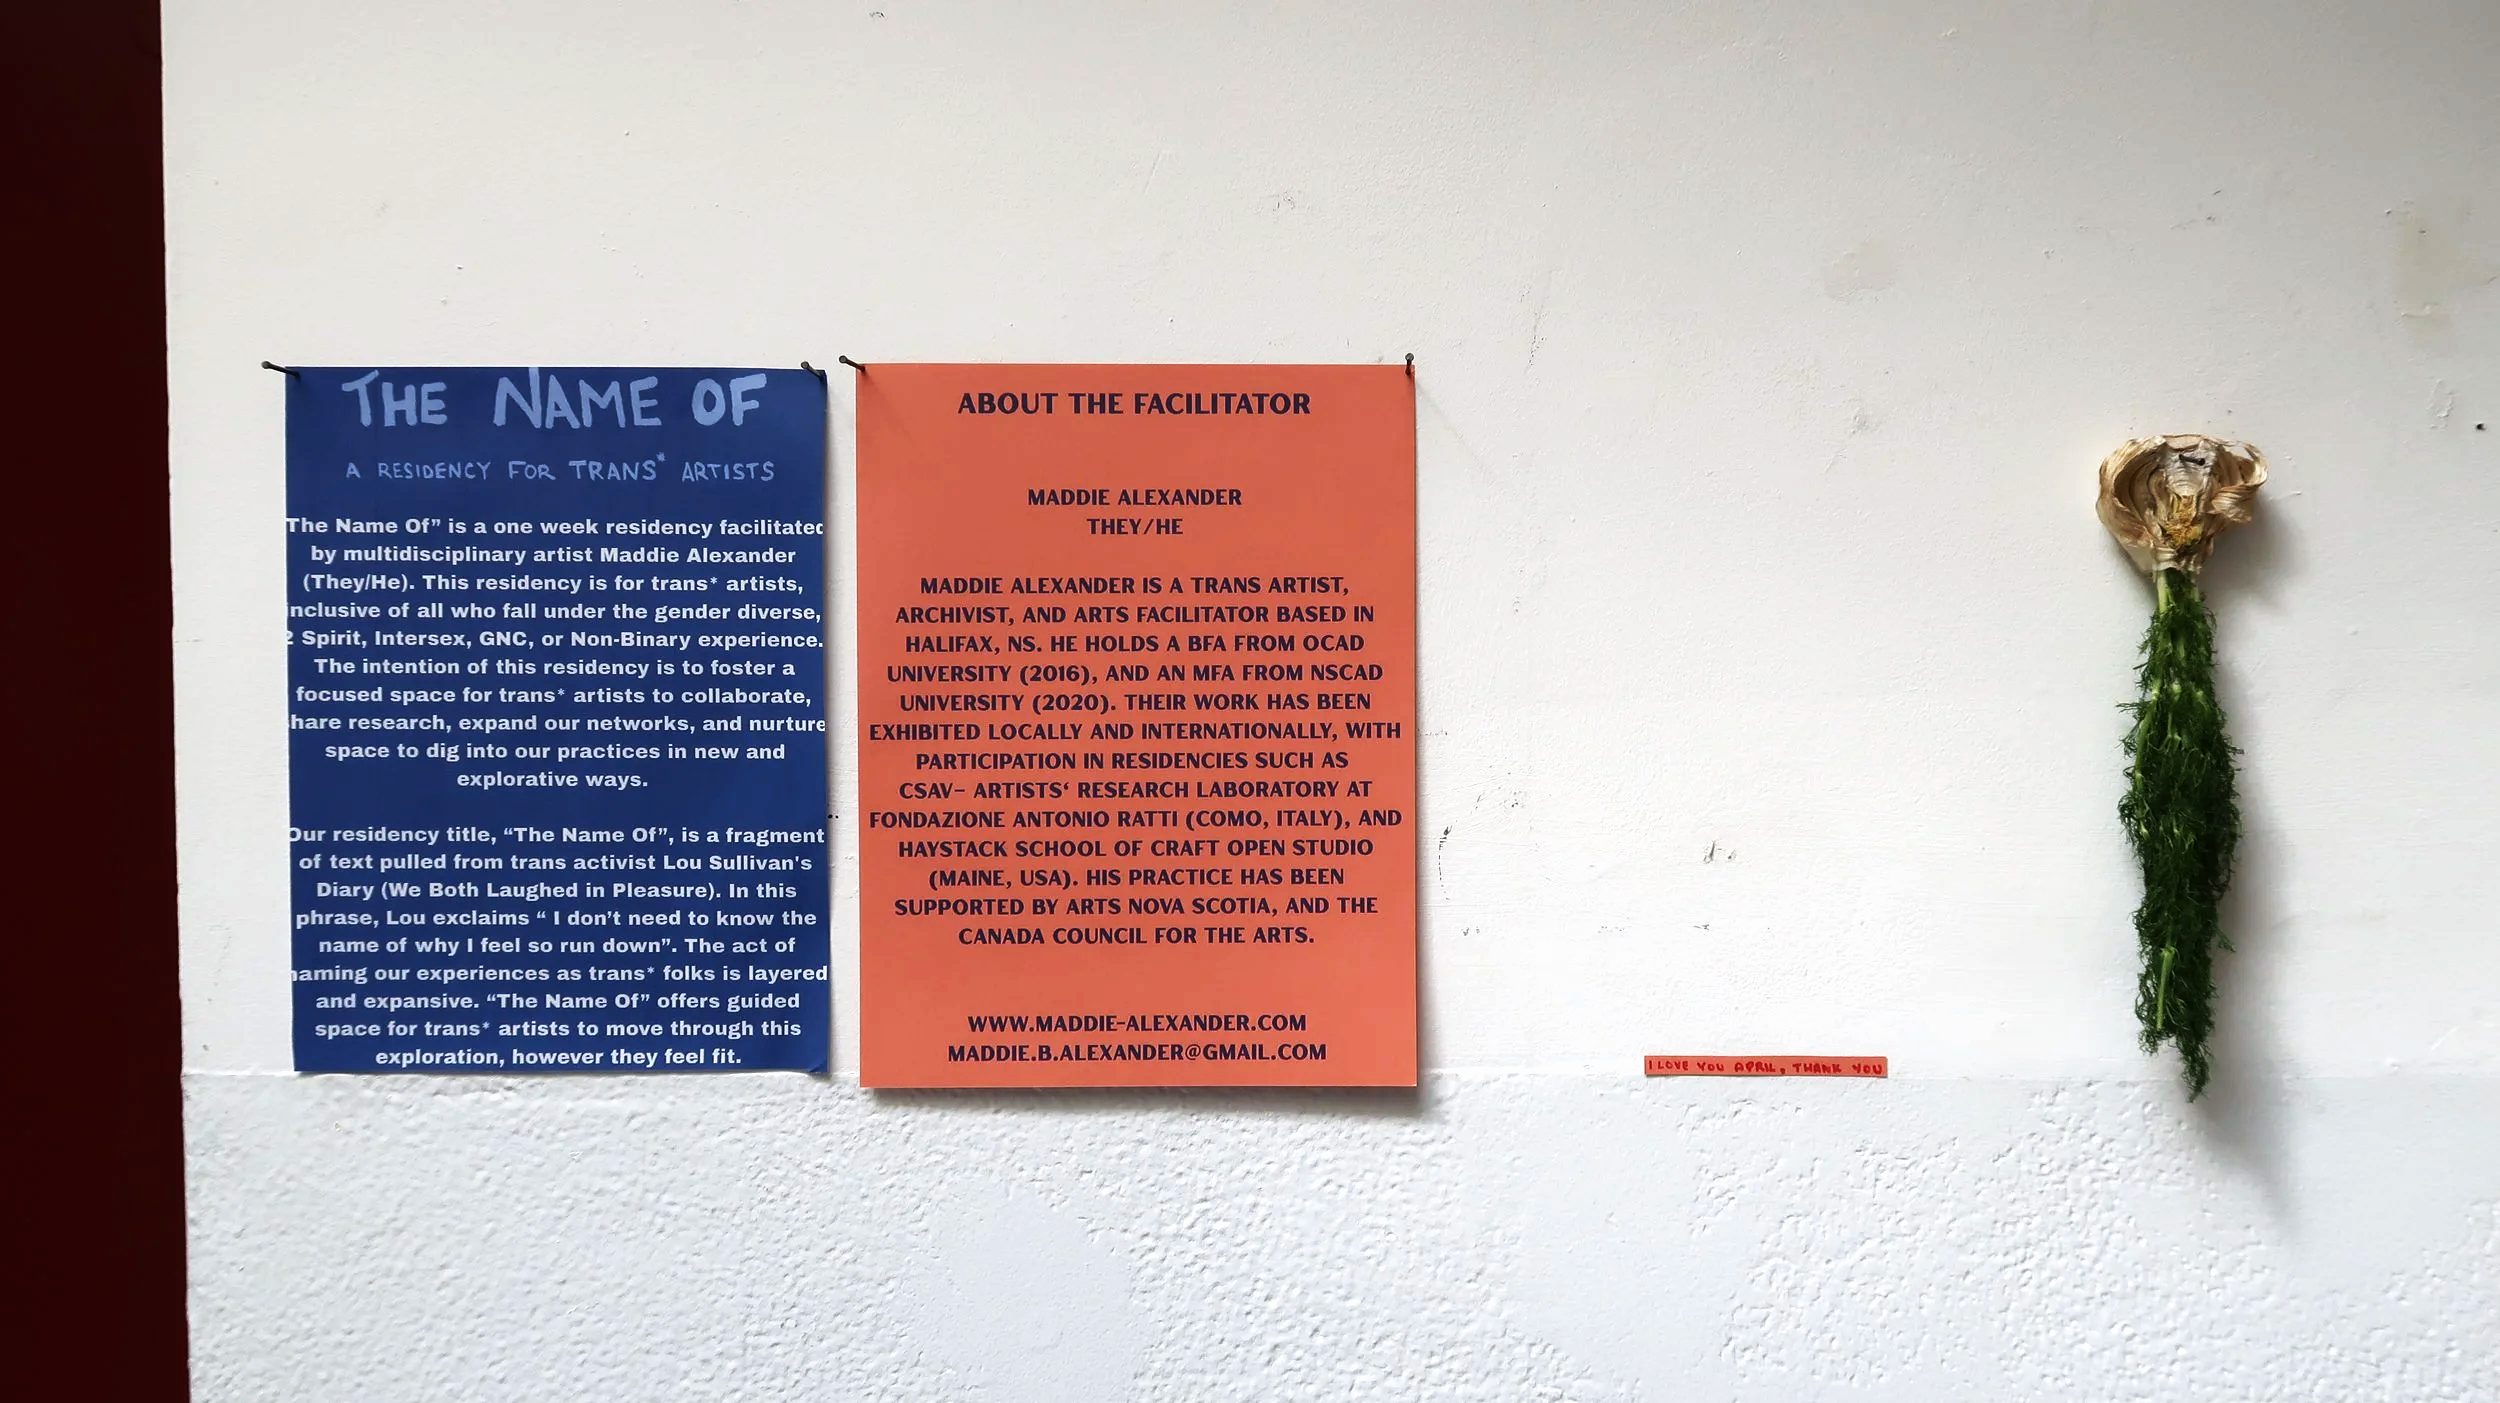 THE NAME OF
A RESIDENCY FOR TRANS* ARTISTS
The Name Of” is a one week residency facilitated
by multidisciplinary artist Maddie Alexander
(They/He). This residency is for trans* artists,
inclusive of all who fall under the gender diverse,
2 Spirit, Intersex, GNC, or Non-Binary experience.
The intention of this residency is to foster a
focused space for trans* artists to collaborate,
share research, expand our networks, and nurture
space to dig into our practices in new and
explorative ways.
Our residency title, “The Name Of”, is a fragment
of text pulled from trans activist Lou Sullivan's
Diary (We Both Laughed in Pleasure). In this
phrase, Lou exclaims “ I don’t need to know the
name of why I feel so run down”. The act of
naming our experiences as trans* folks is layered
and expansive. “The Name Of” offers guided
space for trans* artists to move through this
exploration, however they feel fit.
ABOUT THE FACILITATOR
MADDIE ALEXANDER
THEY/HE
MADDIE ALEXANDER IS A TRANS ARTIST,
ARCHIVIST, AND ARTS FACILITATOR BASED IN
HALIFAX, NS. HE HOLDS A BFA FROM OCAD
UNIVERSITY (2016), AND AN MFA FROM NSCAD
UNIVERSITY (2020). THEIR WORK HAS BEEN
EXHIBITED LOCALLY AND INTERNATIONALLY, WITH
PARTICIPATION IN RESIDENCIES SUCH AS
CSAV– ARTISTS‘ RESEARCH LABORATORY AT
FONDAZIONE ANTONIO RATTI (COMO, ITALY), AND
HAYSTACK SCHOOL OF CRAFT OPEN STUDIO
(MAINE, USA). HIS PRACTICE HAS BEEN
SUPPORTED BY ARTS NOVA SCOTIA, AND THE
CANADA COUNCIL FOR THE ARTS.
WWW.MADDIE-ALEXANDER.COM
MADDIE.B.ALEXANDER@GMAIL.COM
I LOVE YOU APRIL, THANK YOU